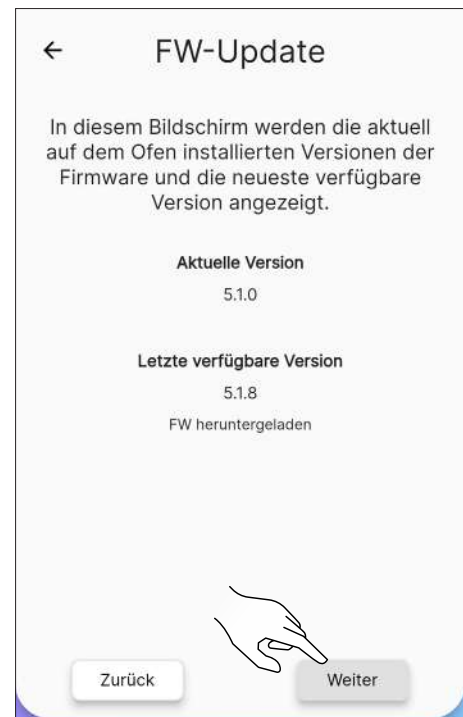 FW-Update
In diesem Bildschirm werden die aktuell
auf dem Ofen installierten Versionen der
Firmware und die neueste verfügbare
Version angezeigt.
Aktuelle Version
5.1.0
Letzte verfügbare Version
5.1.8
FW heruntergeladen
Zurück
Weiter